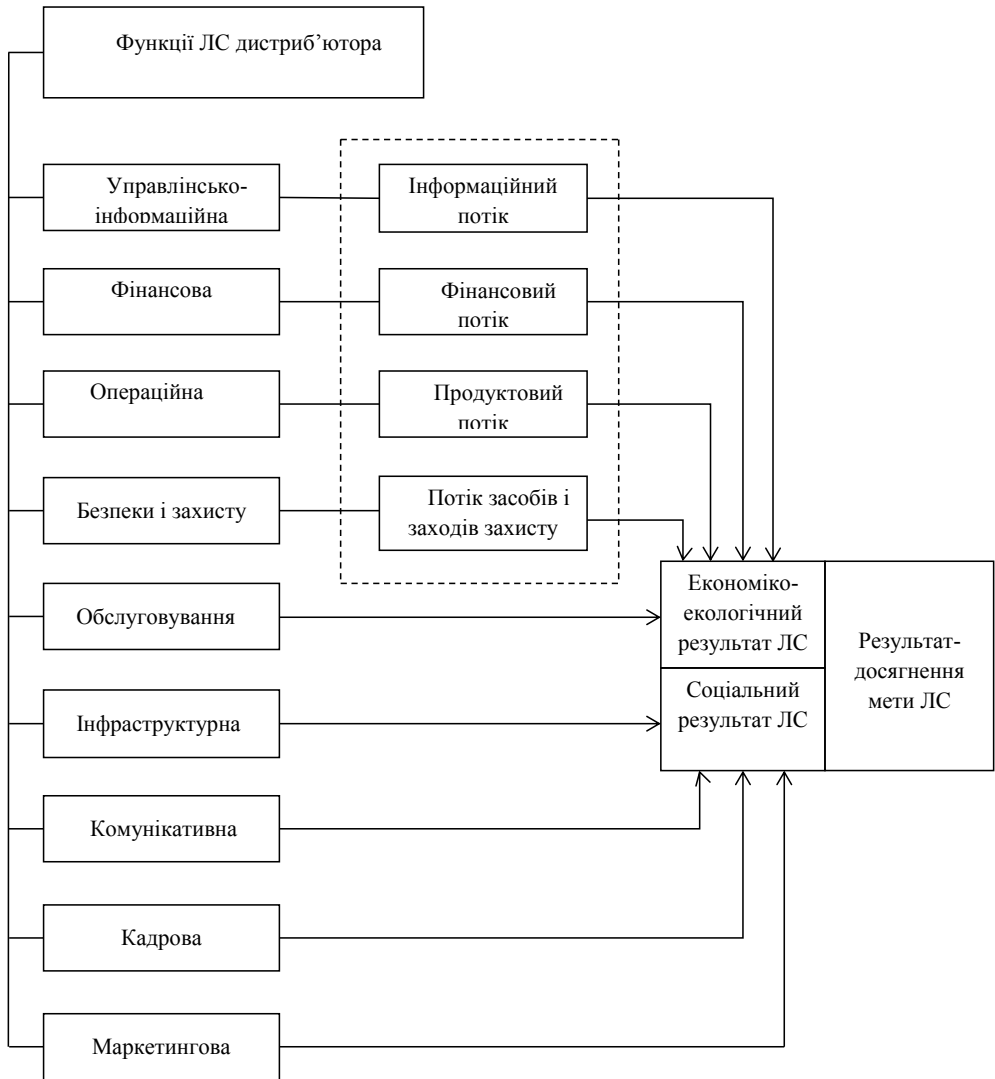 Функції ЛС дистриб’ютора
Управлінсько-
інформаційна
Інформаційний
потік
Фінансова
Фінансовий
потік
Операційна
Продуктовий
потік
Безпеки і захисту
Потік засобів і
заходів захисту
Обслуговування
Економіко-
екологічний
результат ЛС
Результат-
досягнення
мети ЛС
Соціальний
результат ЛС
Інфраструктурна
Комунікативна
Кадрова
Маркетингова